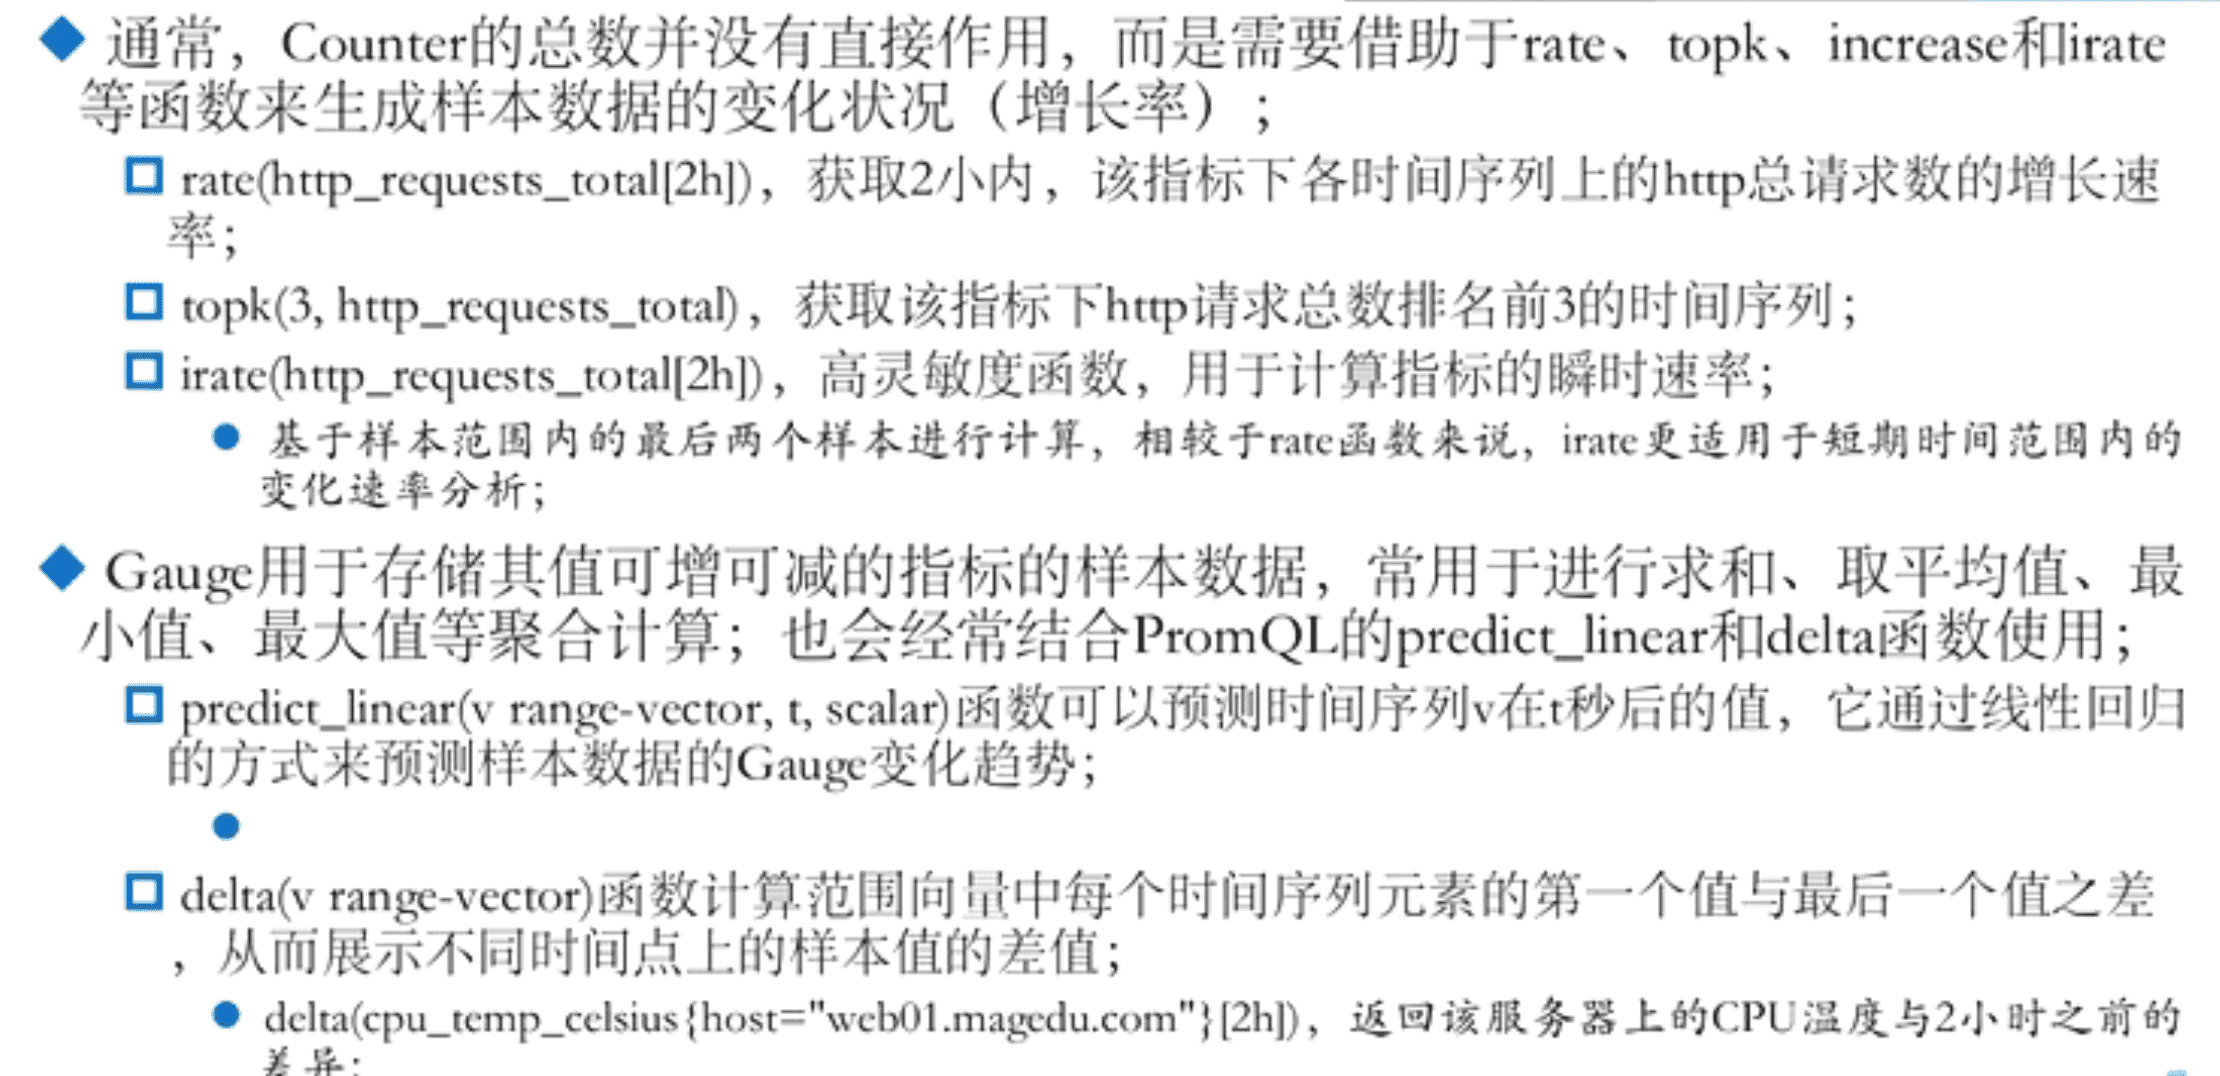 通常，Counter的总数并没有直接作用，而是需要借助于rate、topk、increase和irate
等函数来生成样本数据的变化状况（增长率）；
rate(http_requests_total[2h])，获取2小内，该指标下各时间序列上的http总请求数的增长速
率；
topk(3, http_requests_total)，获取该指标下http请求总数排名前3的时间序列；
irate(http_requests_total[2h])，高灵敏度函数，用于计算指标的瞬时速率；
基于样本范围内的最后两个样本进行计算，相较于rate函数来说，irate更适用于短期时间范围内的
变化速率分析；
Gauge用于存储其值可增可减的指标的样本数据，常用于进行求和、取平均值、最
小值、最大值等聚合计算；也会经常结合PromQL的predict_linear和delta函数使用；
predict_linear(v range-vector, t, scalar)函数可以预测时间序列v在t秒后的值，它通过线性回归
的方式来预测样本数据的Gauge变化趋势；
delta(v range-vector)函数计算范围向量中每个时间序列元素的第一个值与最后一个值之差
，从而展示不同时间点上的样本值的差值；
delta(cpu_temp_celsius{host="web01.magedu.com"}[2h])，返回该服务器上的CPU温度与2小时之前的
差异；